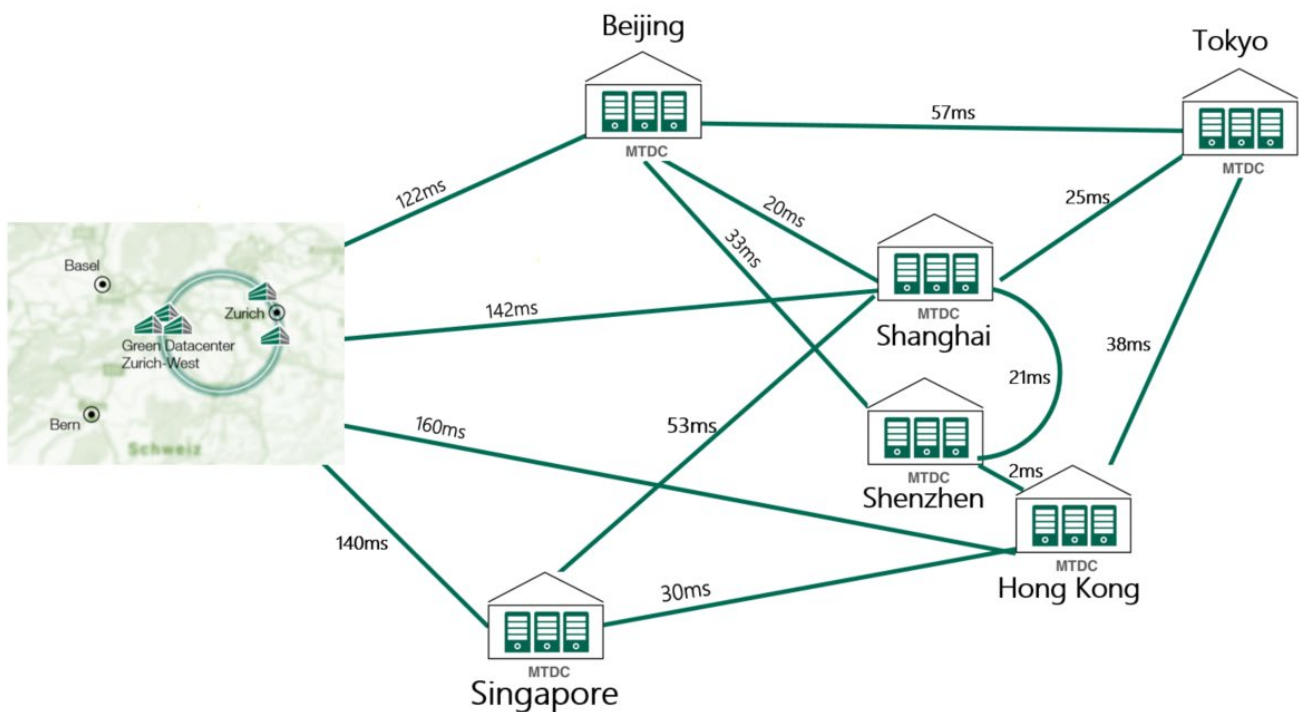 Beijing
Tokyo
MTDC
57ms
MTDC
122ms
20ms
25ms
33ms
Basel
Zurich
Green Datacenter
Zurich-West
Bern
Schweiz
142ms
MTDC
Shanghai
38ms
21ms
160ms
53ms
MTDC
Shenzhen
2ms
140ms
MTDC
Hong Kong
30ms
MTDC
Singapore